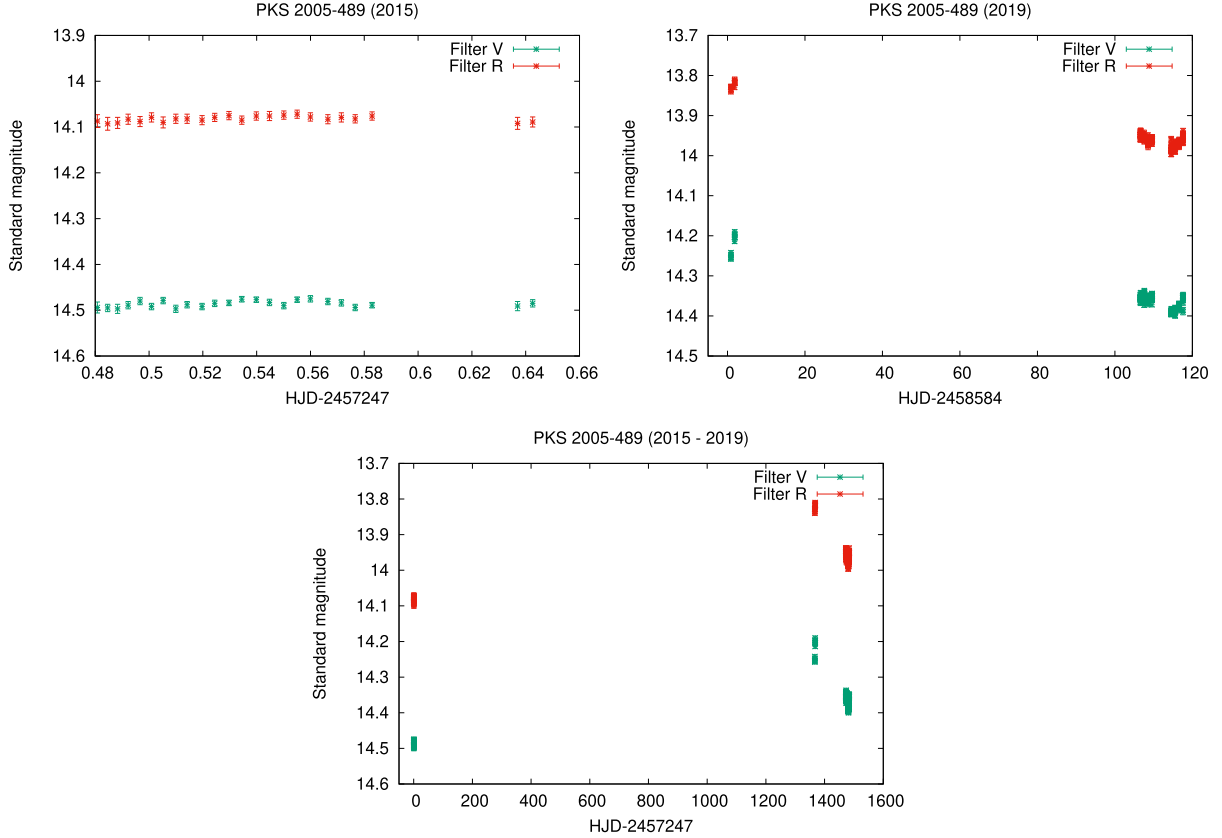 PKS 2005-489 (2015)
Standard magnitude
13.9
14
14.1
14.2
14.3
14.4
14.5
14.6
Filter V
Filter R
0.48 0.5 0.52 0.54 0.56 0.58 0.6 0.62 0.64 0.66
HJD-2457247
PKS 2005-489 (2019)
Standard magnitude
13.7
13.8
13.9
14
14.1
14.2
14.3
14.4
14.5
Filter V
Filter R
0 20 40 60 80 100 120
HJD-2458584
PKS 2005-489 (2015 - 2019)
Standard magnitude
13.7
13.8
13.9
14
14.1
14.2
14.3
14.4
14.5
14.6
Filter V
Filter R
0 200 400 600 800 1000 1200 1400 1600
HJD-2457247